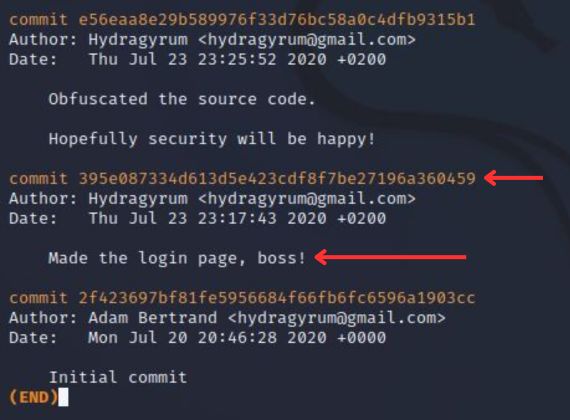 commit e56eaa8e29b589976f33d76bc58a0c4dfb9315b1
Author: Hydragyrum <hydragyrum@gmail.com>
Date:   Thu Jul 23 23:25:52 2020 +0200
Obfuscated the source code.
Hopefully security will be happy!
commit 395e087334d613d5e423cdf8f7be27196a360459
Author: Hydragyrum <hydragyrum@gmail.com>
Date:   Thu Jul 23 23:17:43 2020 +0200
Made the login page, boss!
commit 2f423697bf81fe5956684f66fb6fc6596a1903cc
Author: Adam Bertrand <hydragyrum@gmail.com>
Date:   Mon Jul 20 20:46:28 2020 +0000
Initial commit
(END)